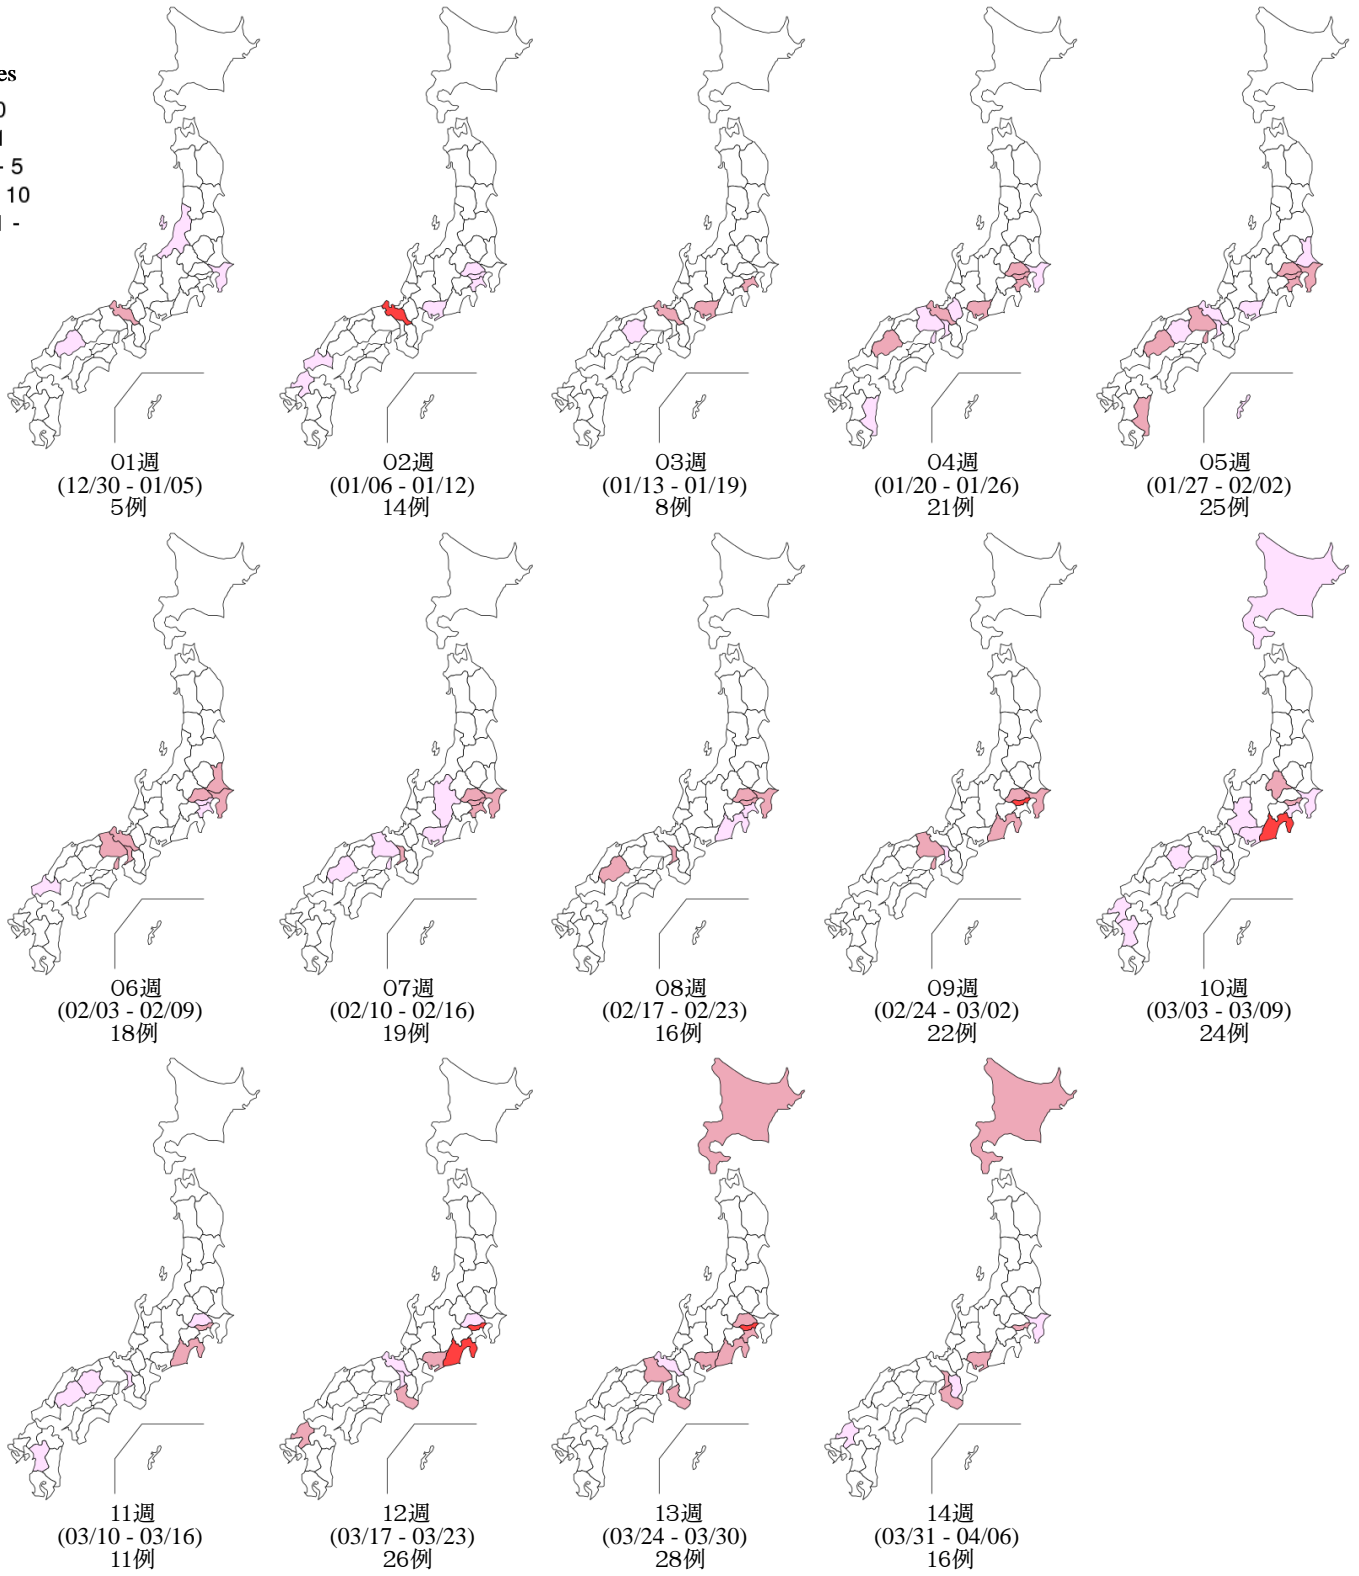 es
0
1
- 5
10
-
01週
(12/30 - 01/05)
5例
02週
(01/06 - 01/12)
14例
03週
(01/13 - 01/19)
8例
04週
(01/20 - 01/26)
21例
05週
(01/27 - 02/02)
25例
06週
(02/03 - 02/09)
18例
07週
(02/10 - 02/16)
19例
08週
(02/17 - 02/23)
16例
09週
(02/24 - 03/02)
22例
10週
(03/03 - 03/09)
24例
11週
(03/10 - 03/16)
11例
12週
(03/17 - 03/23)
26例
13週
(03/24 - 03/30)
28例
14週
(03/31 - 04/06)
16例